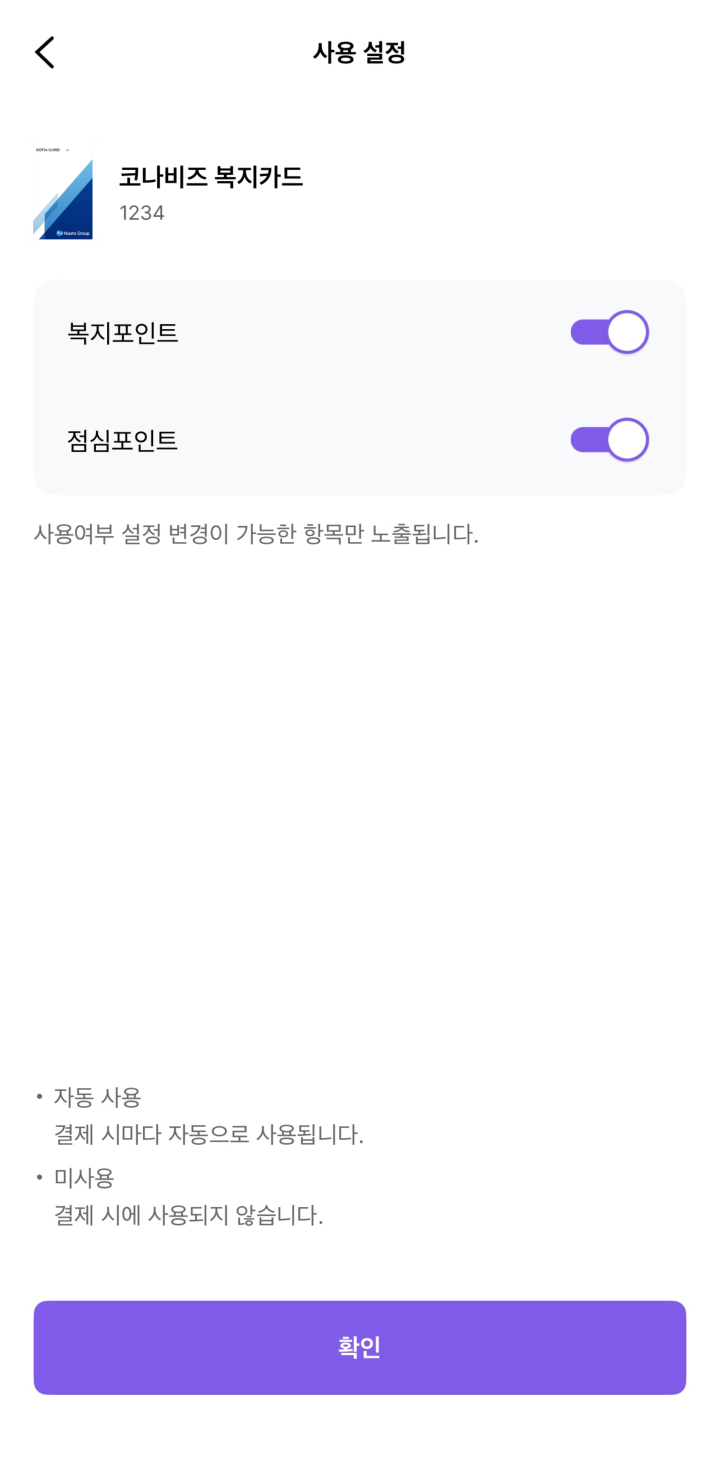 사용 설정
KONA CARD
코나비즈 복지카드
1234
Huons Group
복지포인트
점심포인트
사용여부 설정 변경이 가능한 항목만 노출됩니다.
• 자동 사용
결제 시마다 자동으로 사용됩니다.
• 미사용
결제 시에 사용되지 않습니다.
확인